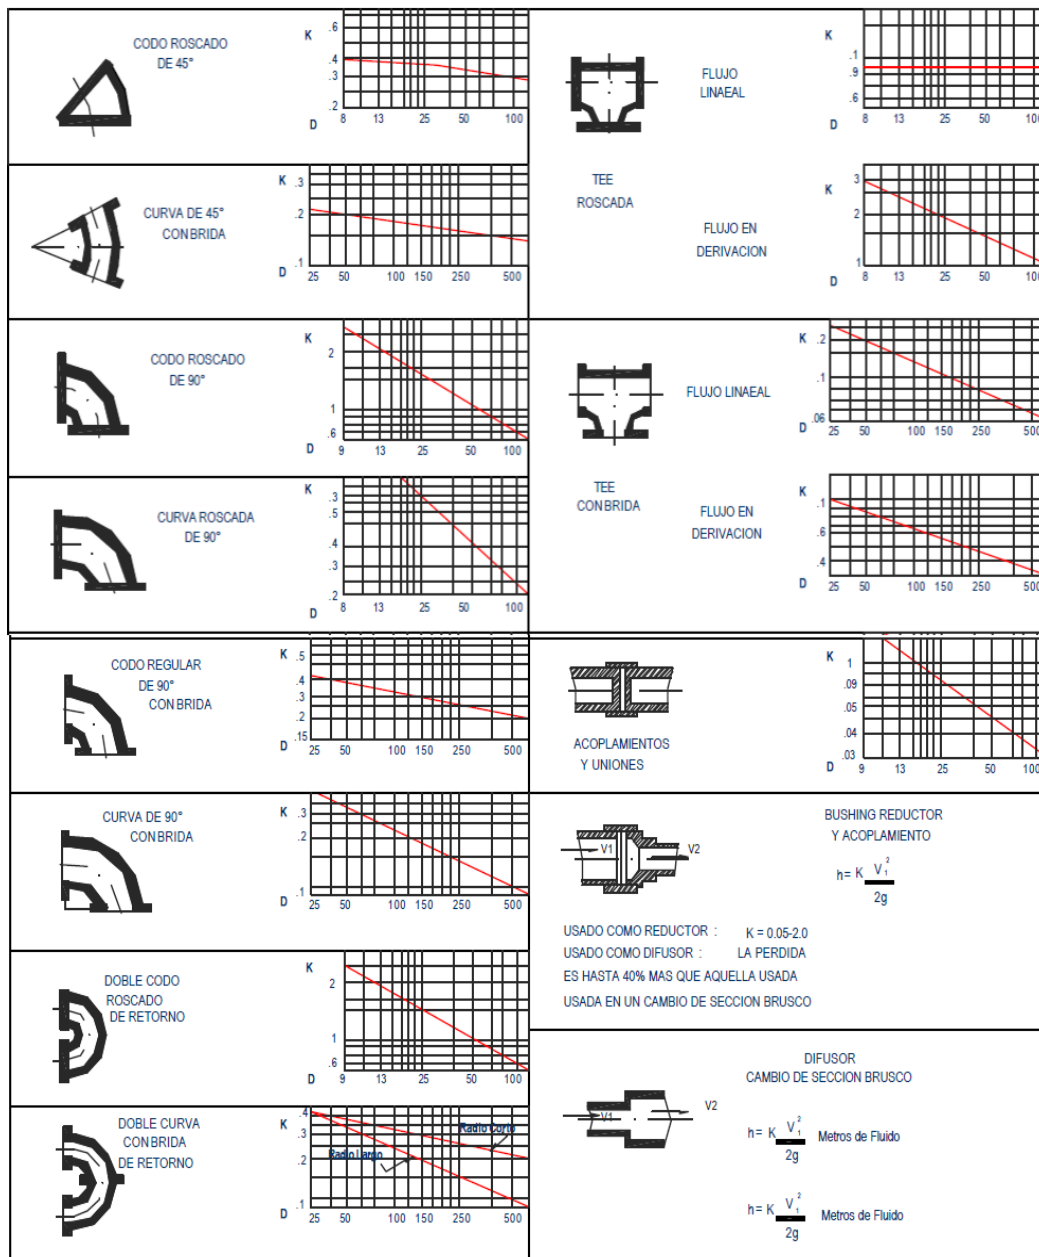 CODO ROSCADO
DE 45°
K
.6
.4
.3
.2
D
8 13 25 50 100
CURVA DE 45°
CON BRIDA
K
.3
.2
.1
D
25 50 100 150 250 500
CODO ROSCADO
DE 90°
K
2
1
.6
D
9 13 25 50 100
CURVA ROSCADA
DE 90°
K
.3
.5
.4
.3
.2
D
8 13 25 50 100
CODO REGULAR
DE 90°
CON BRIDA
K
.5
.4
.3
.2
.15
D
25 50 100 150 250 500
CURVA DE 90°
CON BRIDA
K
.3
.2
.1
D
25 50 100 150 250 500
DOBLE CODO
ROSCADO
DE RETORNO
K
2
1
.6
D
9 13 25 50 100
DOBLE CURVA
CON BRIDA
DE RETORNO
K
.4
.3
.2
.1
Radio Corto
Radio Largo
D
25 50 100 150 250 500
TEE
ROSCADA
FLUJO
LINAEAL
K
.1
.9
.6
D
8 13 25 50 100
FLUJO EN
DERIVACION
K
3
2
1
D
8 13 25 50 100
TEE
CON BRIDA
FLUJO LINAEAL
K
.2
.1
.06
D
25 50 100 150 250 500
FLUJO EN
DERIVACION
K
.1
.6
.4
D
25 50 100 150 250 500
ACOPLAMIENTOS
Y UNIONES
K
1
.09
.05
.04
.03
D
9 13 25 50 100
BUSHING REDUCTOR
Y ACOPLAMIENTO
V1 V2
h= K V₁²
2g
USADO COMO REDUCTOR : K = 0.05-2.0
USADO COMO DIFUSOR : LA PERDIDA
ES HASTA 40% MAS QUE AQUELLA USADA
USADA EN UN CAMBIO DE SECCION BRUSCO
DIFUSOR
CAMBIO DE SECCION BRUSCO
V1 V2
h= K V₁² Metros de Fluido
2g
h= K V₁² Metros de Fluido
2g